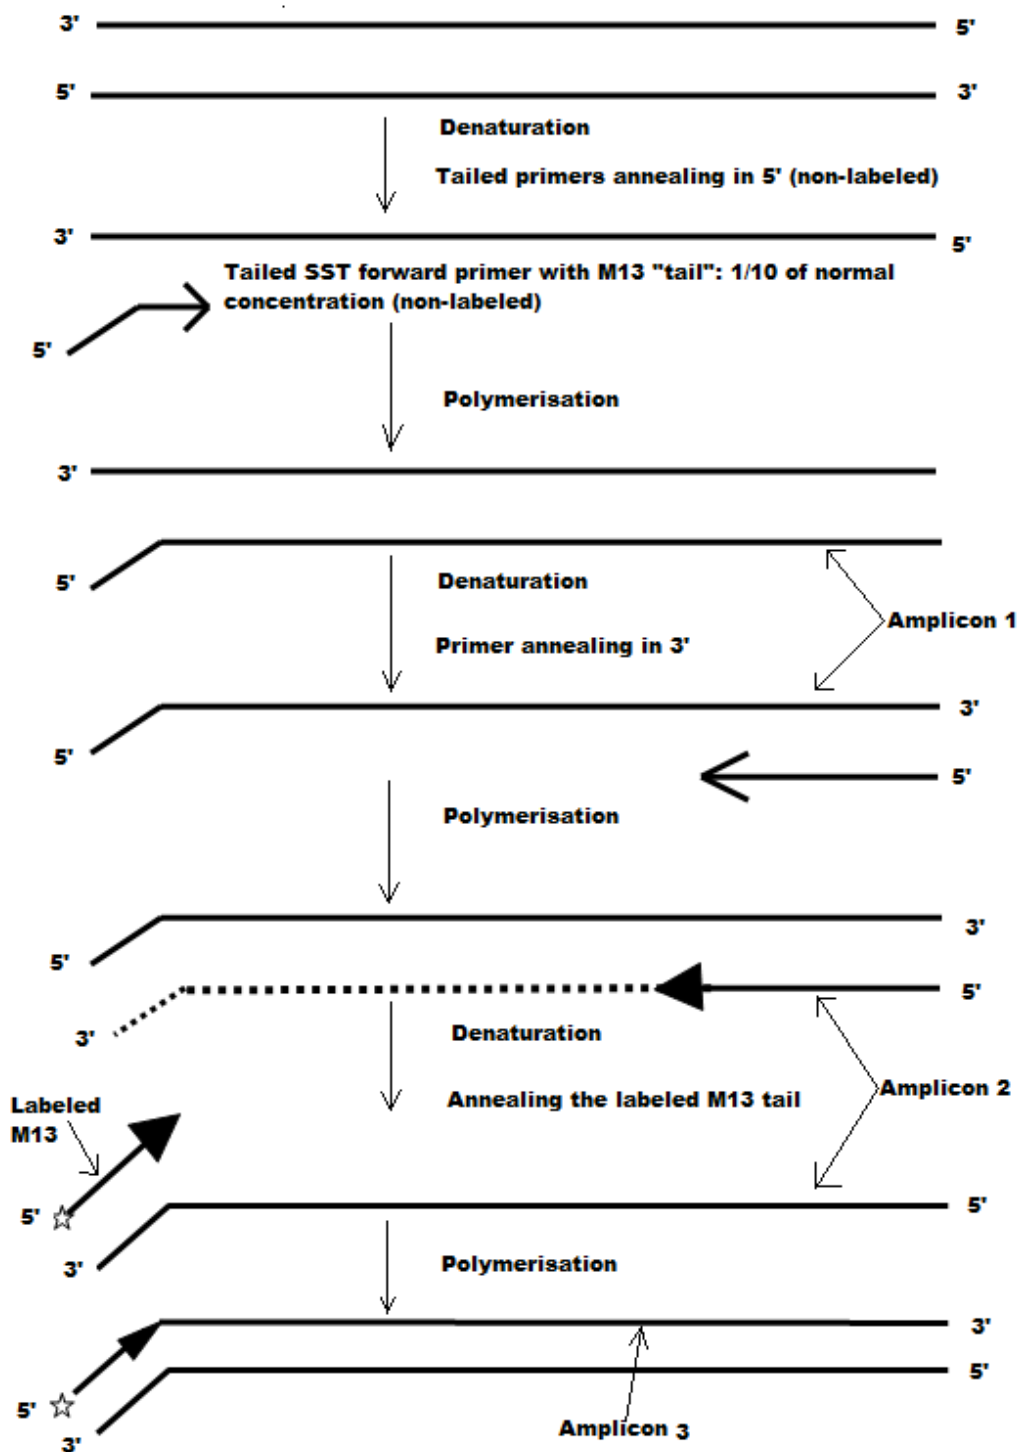 3'
5'
5'
3'
Denaturation
Tailed primers annealing in 5' (non-labeled)
3'
5'
Tailed SST forward primer with M13 "tail": 1/10 of normal
concentration (non-labeled)
5'
Polymerisation
3'
5'
Denaturation
Amplicon 1
Primer annealing in 3'
3'
5'
5'
Polymerisation
3'
5'
5'
3'
Denaturation
Amplicon 2
Annealing the labeled M13 tail
Labeled
M13
5'
5'
3'
Polymerisation
3'
5'
5'
Amplicon 3
3'